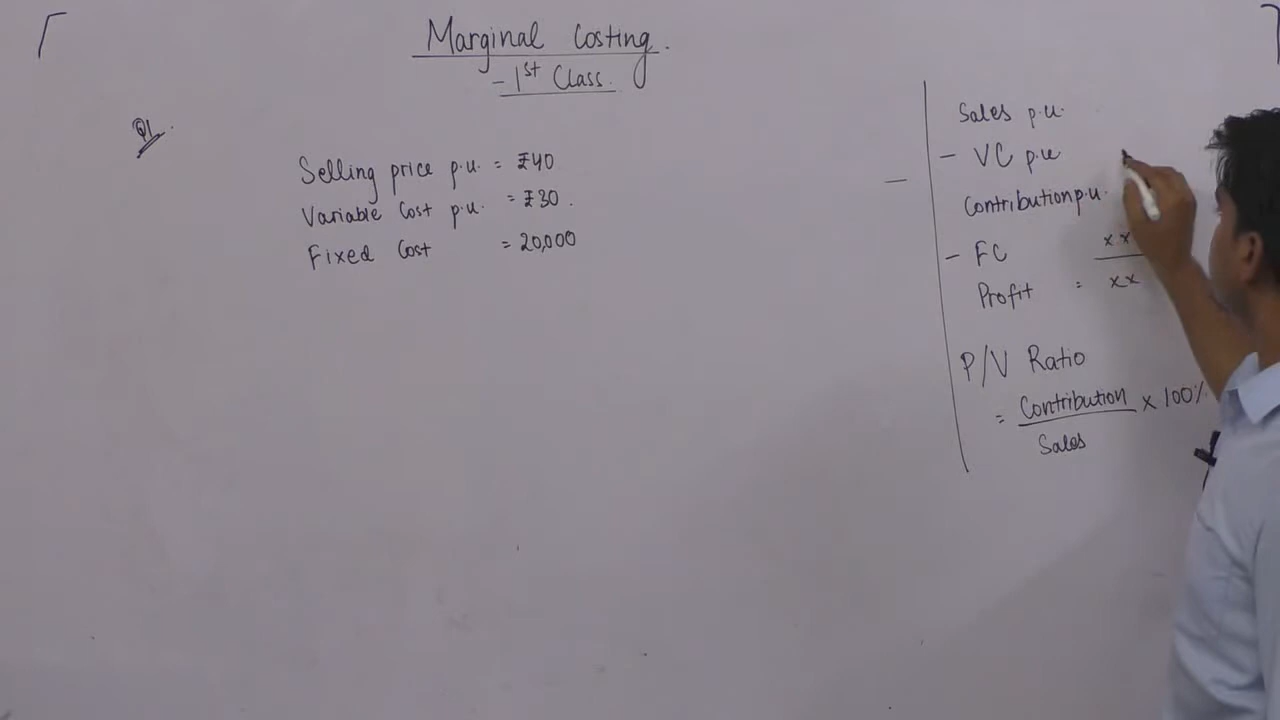 Marginal Costing.
- 1st Class.
Q1.
Selling price p.u. = ₹40
Variable Cost p.u. = ₹30.
Fixed Cost = 20,000
Sales p.u.
- VC p.u
Contribution p.u.
- FC x x
Profit = x x
P/V Ratio
= Contribution / Sales x 100%